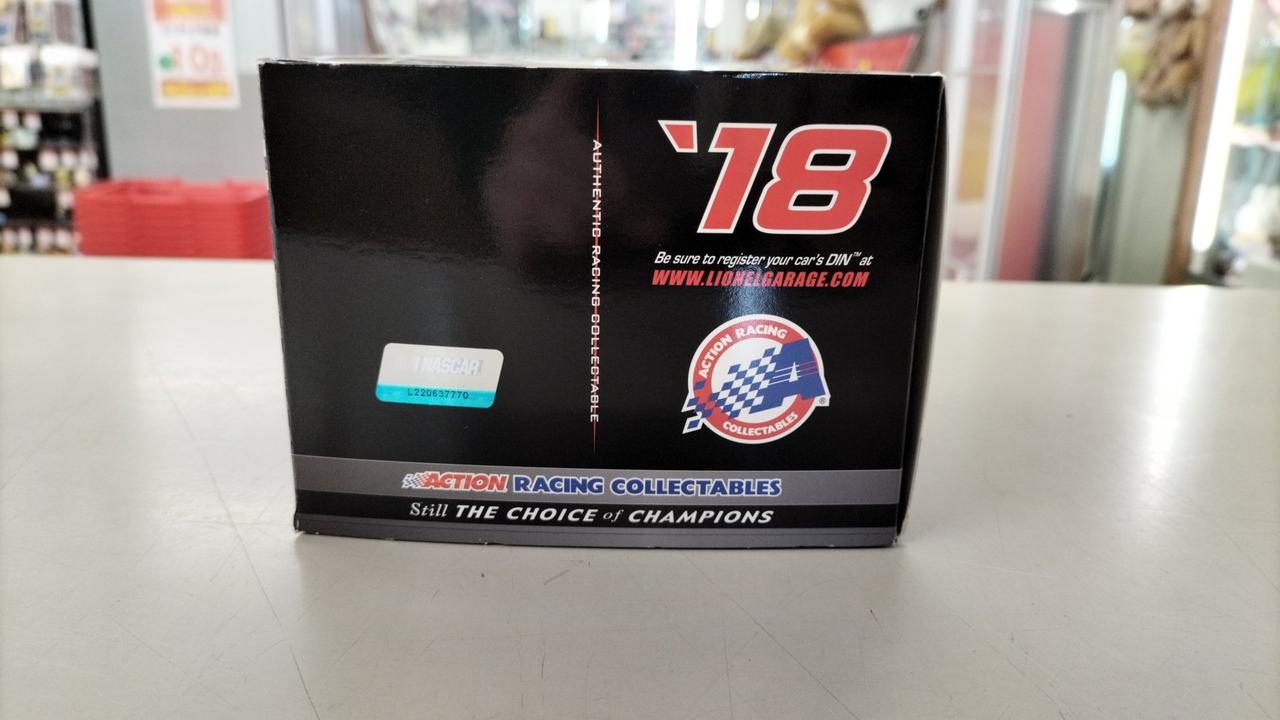 '18
Be sure to register your car's DIN™ at
WWW.LIONELGARAGE.COM
AUTHENTIC RACING COLLECTABLE
NASCAR
L220637770
ACTION RACING
COLLECTABLES
®
ACTION RACING COLLECTABLES
Still THE CHOICE of CHAMPIONS